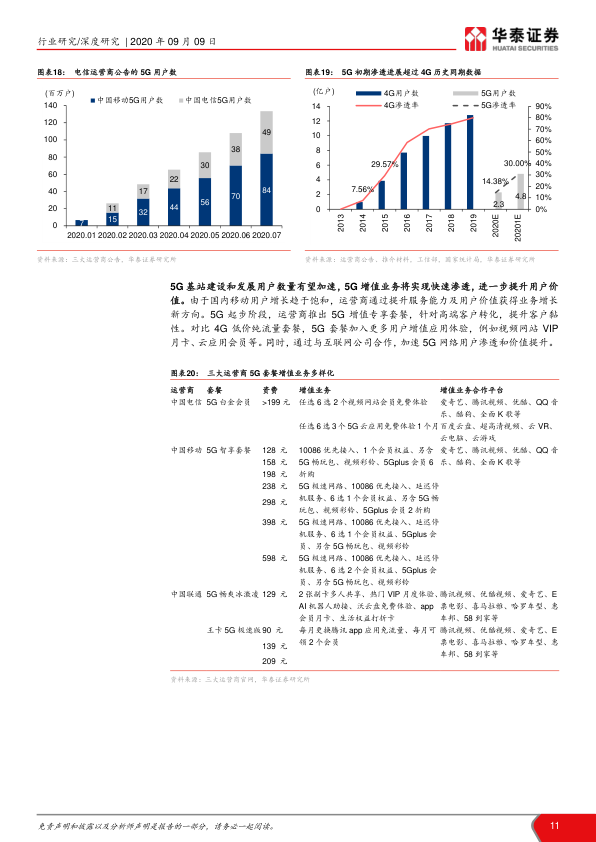 行业研究/深度研究 | 2020 年 09 月 09 日
华泰证券
HUATAI SECURITIES
图表18： 电信运营商公告的 5G 用户数
(百万户)
中国移动5G用户数 中国电信5G用户数
140
120
100
80
60
40
20
0
7
15
11
32
17
44
22
56
30
70
38
84
49
2020.01 2020.02 2020.03 2020.04 2020.05 2020.06 2020.07
资料来源：三大运营商公告，华泰证券研究所
图表19： 5G 初期渗透进展超过 4G 历史同期数据
(亿户)
4G用户数 5G用户数
4G渗透率 5G渗透率
14
12
10
8
6
4
2
0
90%
80%
70%
60%
50%
40%
30%
20%
10%
0%
7.56%
29.57%
14.38%
30.00%
2.3
4.8
2013 2014 2015 2016 2017 2018 2019 2020E 20201E
资料来源：运营商公告，推介材料，工信部，国家统计局，华泰证券研究所
5G 基站建设和发展用户数量有望加速，5G 增值业务将实现快速渗透，进一步提升用户价
值。由于国内移动用户增长趋于饱和，运营商通过提升服务能力及用户价值获得业务增长
新方向。5G 起步阶段，运营商推出 5G 增值专享套餐，针对高端客户转化，提升客户黏
性。对比 4G 低价纯流量套餐，5G 套餐加入更多用户增值应用体验，例如视频网站 VIP
月卡、云应用会员等。同时，通过与互联网公司合作，加速 5G 网络用户渗透和价值提升。
图表20： 三大运营商 5G 套餐增值业务多样化
运营商 套餐 资费 增值业务 增值业务合作平台
中国电信 5G 白金会员 >199 元 任选 6 选 2 个视频网站会员免费体验 爱奇艺、腾讯视频、优酷、QQ 音
乐、酷狗、全面 K 歌等
任选 6 选 3 个 5G 云应用免费体验 1 个月 百度云盘、超高清视频、云 VR、
云电脑、云游戏
中国移动 5G 智享套餐 128 元 10086 优先接入、1 个会员权益、另含 爱奇艺、腾讯视频、优酷、QQ 音
158 元 5G 畅玩包、视频彩铃、5Gplus 会员 6 乐、酷狗、全面 K 歌等
198 元 折购
238 元 5G 极速网路、10086 优先接入、延迟停
机服务、6 选 1 个会员权益、另含 5G 畅
298 元
玩包、视频彩铃、5Gplus 会员 2 折购
398 元 5G 极速网路、10086 优先接入、延迟停
机服务、6 选 1 个会员权益、5Gplus 会
员、另含 5G 畅玩包、视频彩铃
598 元 5G 极速网路、10086 优先接入、延迟停
机服务、6 选 2 个会员权益、5Gplus 会
员、另含 5G 畅玩包、视频彩铃
中国联通 5G 畅爽冰激凌 129 元 2 张副卡多人共享、热门 VIP 月度体验、腾讯视频、优酷视频、爱奇艺、E
AI 机器人助接、沃云盘免费体验、app 票电影、喜马拉雅、哈罗单车、惠
会员月卡、生活权益打折卡 车邦、58 到家等
王卡 5G 极速版 90 元 每月更换腾讯 app 应用免流量、每月可 腾讯视频、优酷视频、爱奇艺、E
139 元 领 2 个会员 票电影、喜马拉雅、哈罗单车、惠
209 元 车邦、58 到家等
资料来源：三大运营商官网，华泰证券研究所
免责声明和披露以及分析师声明是报告的一部分，请务必一起阅读。 11